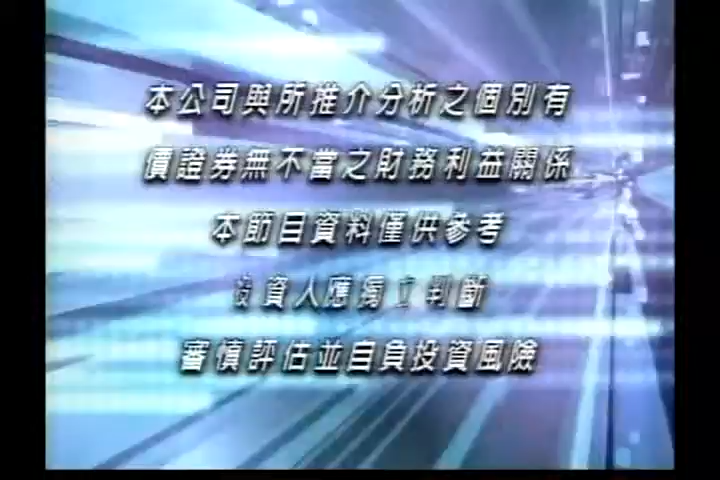 本公司與所推介分析之個別有
價證券無不當之財務利益關係
本節目資料僅供參考
投資人應獨立判斷
審慎評估並自負投資風險